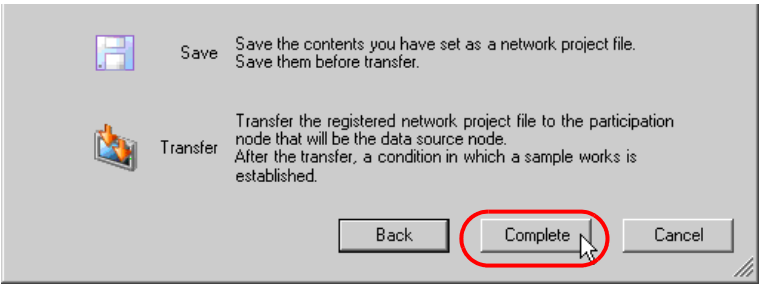 Save Save the contents you have set as a network project file.
Save them before transfer.
Transfer the registered network project file to the participation
Transfer node that will be the data source node.
After the transfer, a condition in which a sample works is
established.
Back Complete Cancel